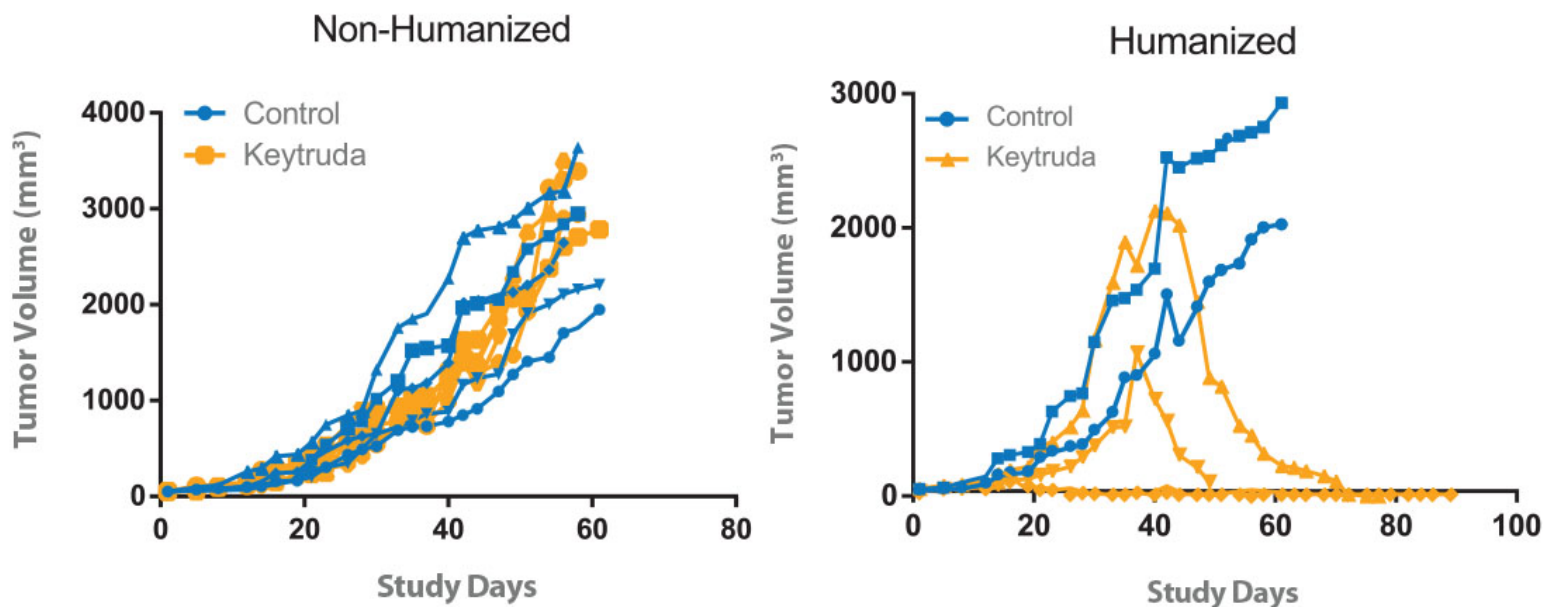 Non-Humanized
Control
Keytruda
Tumor Volume (mm³)
4000
3000
2000
1000
0
0
20
40
60
80
Study Days
Humanized
Control
Keytruda
Tumor Volume (mm³)
3000
2000
1000
0
0
20
40
60
80
100
Study Days